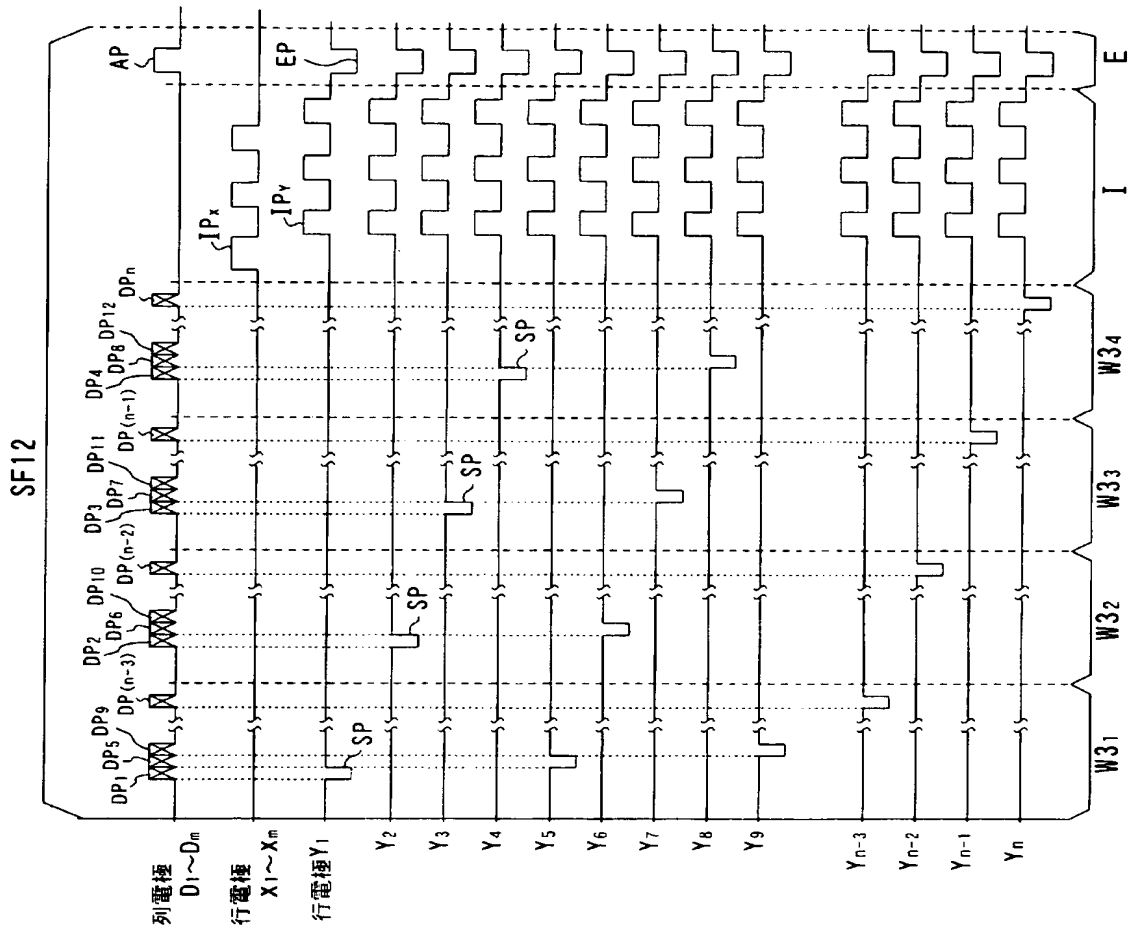 SF12
列電極
D1～Dm
DP1
DP5
DP9
DP(n-3)
DP2
DP6
DP10
DP(n-2)
DP3
DP7
DP11
DP(n-1)
DP4
DP8
DP12
DPn
AP
行電極
X1～Xm
IPX
行電極Y1
SP
IPY
EP
Y2
SP
Y3
SP
Y4
SP
Y5
Y6
Y7
Y8
Y9
Yn-3
Yn-2
Yn-1
Yn
W31
W32
W33
W34
I
E